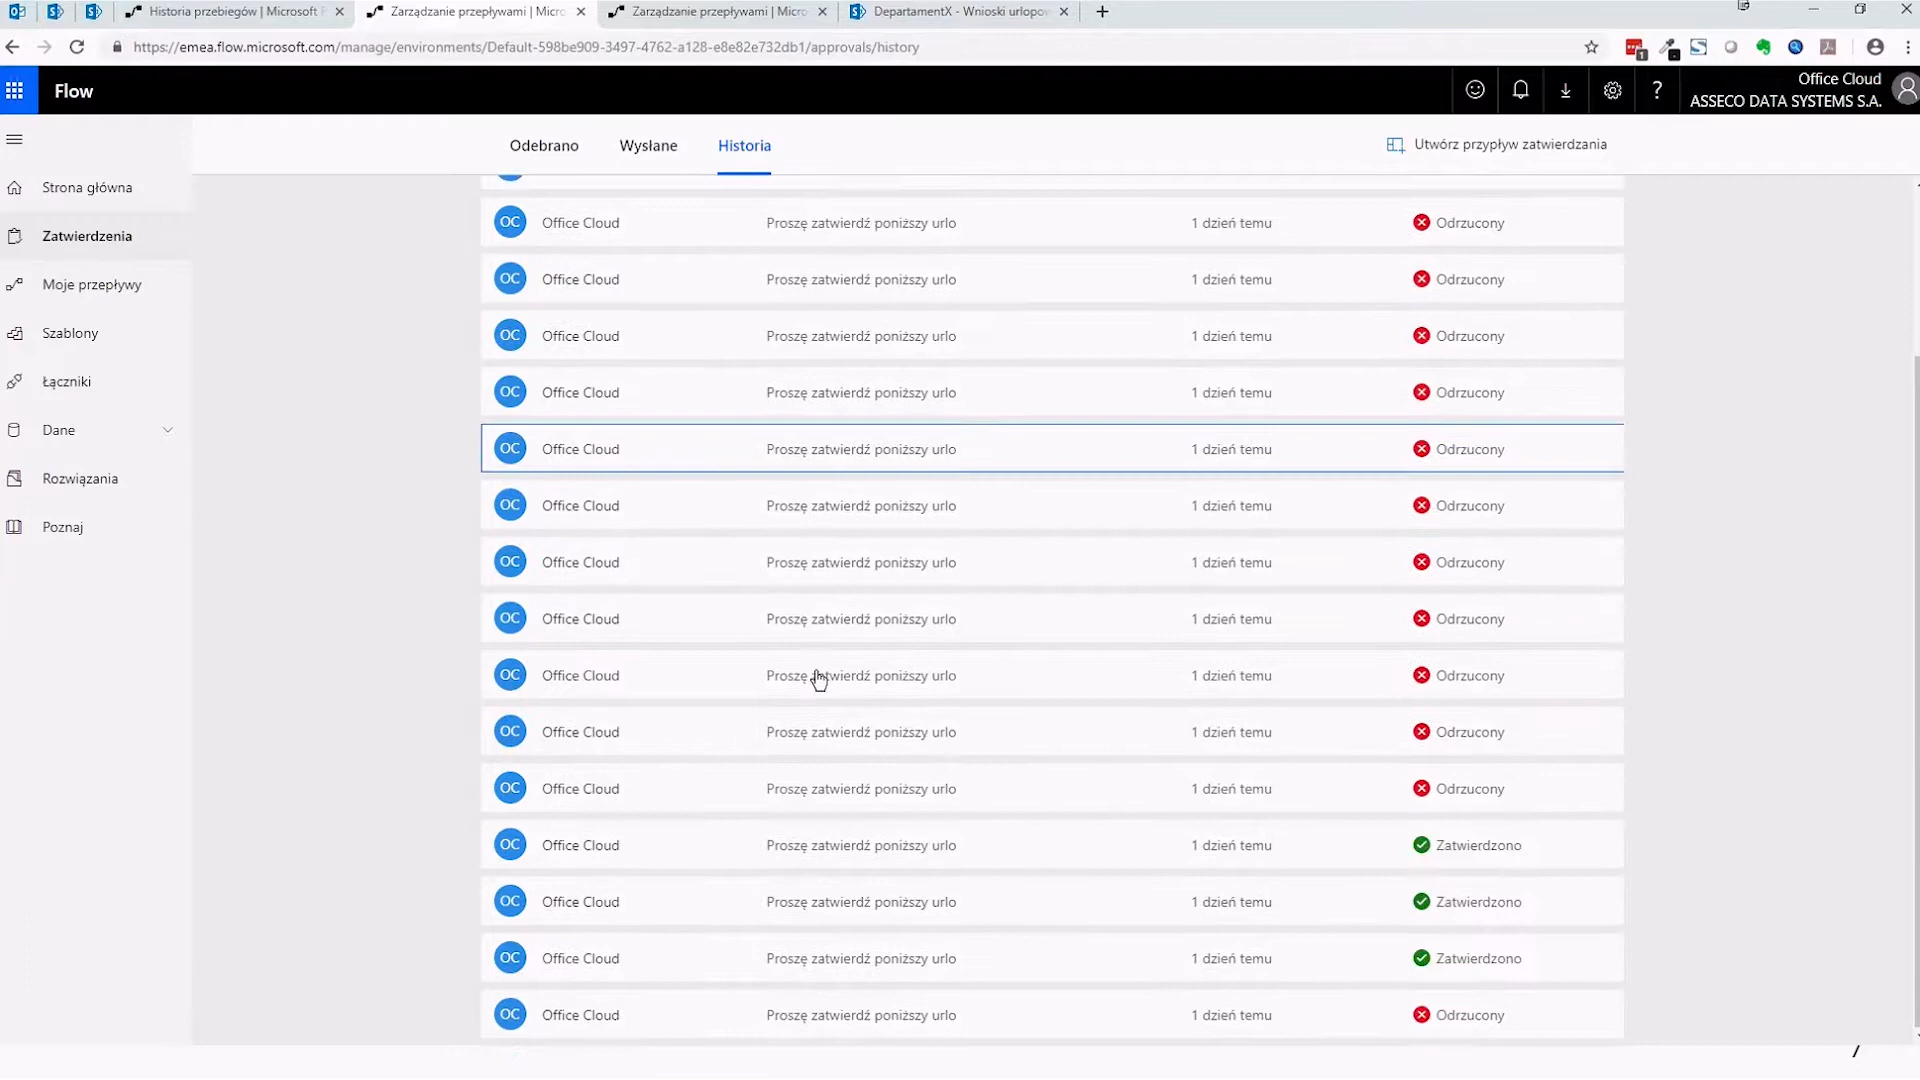 Historia przebiegów | Microsoft F
Zarządzanie przepływami | Micro
Zarządzanie przepływami | Micro
DepartamentX - Wnioski urlopo
https://emea.flow.microsoft.com/manage/environments/Default-598be909-3497-4762-a128-e8e82e732db1/approvals/history
1
Flow
?
Office Cloud
ASSECO DATA SYSTEMS S.A.
Odebrano
Wysłane
Historia
Utwórz przypływ zatwierdzania
Strona główna
Zatwierdzenia
Moje przepływy
Szablony
Łączniki
Dane
Rozwiązania
Poznaj
OC Office Cloud Proszę zatwierdź poniższy urlo 1 dzień temu Odrzucony
OC Office Cloud Proszę zatwierdź poniższy urlo 1 dzień temu Odrzucony
OC Office Cloud Proszę zatwierdź poniższy urlo 1 dzień temu Odrzucony
OC Office Cloud Proszę zatwierdź poniższy urlo 1 dzień temu Odrzucony
OC Office Cloud Proszę zatwierdź poniższy urlo 1 dzień temu Odrzucony
OC Office Cloud Proszę zatwierdź poniższy urlo 1 dzień temu Odrzucony
OC Office Cloud Proszę zatwierdź poniższy urlo 1 dzień temu Odrzucony
OC Office Cloud Proszę zatwierdź poniższy urlo 1 dzień temu Odrzucony
OC Office Cloud Proszę zatwierdź poniższy urlo 1 dzień temu Odrzucony
OC Office Cloud Proszę zatwierdź poniższy urlo 1 dzień temu Odrzucony
OC Office Cloud Proszę zatwierdź poniższy urlo 1 dzień temu Odrzucony
OC Office Cloud Proszę zatwierdź poniższy urlo 1 dzień temu Zatwierdzono
OC Office Cloud Proszę zatwierdź poniższy urlo 1 dzień temu Zatwierdzono
OC Office Cloud Proszę zatwierdź poniższy urlo 1 dzień temu Zatwierdzono
OC Office Cloud Proszę zatwierdź poniższy urlo 1 dzień temu Odrzucony